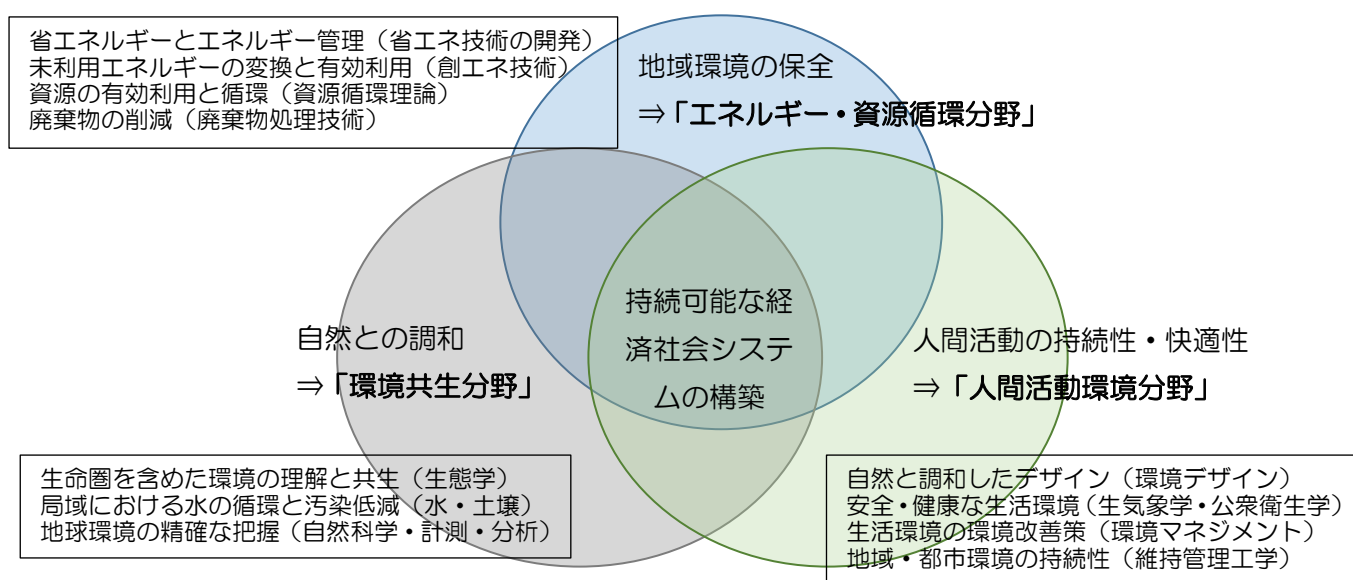 省エネルギーとエネルギー管理（省エネ技術の開発）
未利用エネルギーの変換と有効利用（創エネ技術）
資源の有効利用と循環（資源循環理論）
廃棄物の削減（廃棄物処理技術）
地域環境の保全
⇒「エネルギー・資源循環分野」
持続可能な経
済社会システ
ムの構築
自然との調和
⇒「環境共生分野」
人間活動の持続性・快適性
⇒「人間活動環境分野」
生命圏を含めた環境の理解と共生（生態学）
局域における水の循環と汚染低減（水・土壌）
地球環境の精確な把握（自然科学・計測・分析）
自然と調和したデザイン（環境デザイン）
安全・健康な生活環境（生気象学・公衆衛生学）
生活環境の環境改善策（環境マネジメント）
地域・都市環境の持続性（維持管理工学）